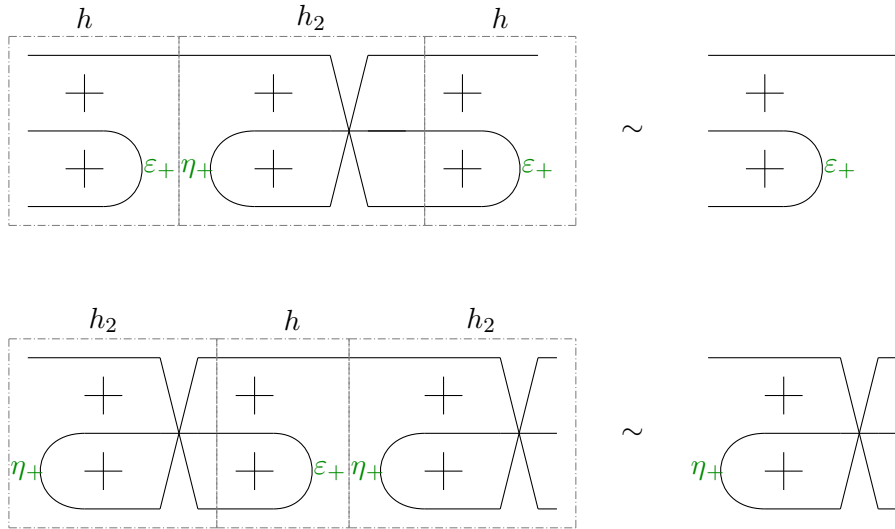 h h₂ h
+ + + ~ +
+ ε₊ η₊ + + ε₊ + ε₊
h₂ h h₂
+ + + ~ +
η₊ + + ε₊ η₊ + η₊ +